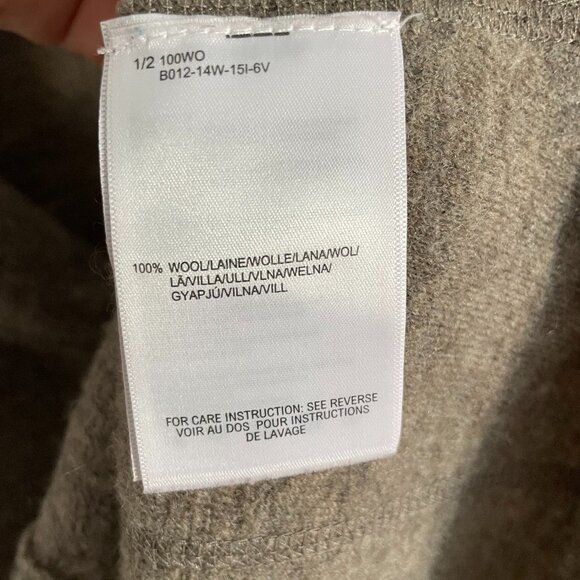 1/2 100WO
B012-14W-15I-6V
100% WOOL/LAINE/WOLLE/LANA/WOL/
LÃ/VILLA/ULL/VLNA/WEŁNA/
GYAPJÚ/VILNA/VILL
FOR CARE INSTRUCTION: SEE REVERSE
VOIR AU DOS POUR INSTRUCTIONS
DE LAVAGE